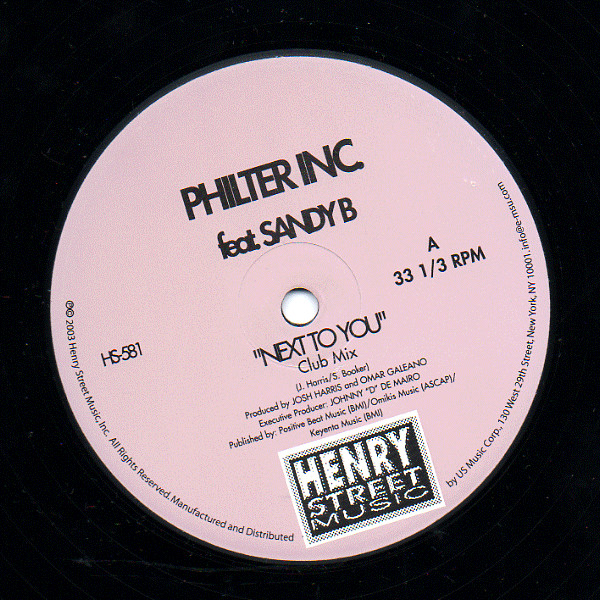 PHILTER INC.
feat. SANDY B
A
33 1/3 RPM
HS-581
"NEXT TO YOU"
Club Mix
(J. Harris/S. Booker)
Produced by JOSH HARRIS and OMAR GALEANO
Executive Producer: JOHNNY "D" DE MAIRO
Published by: Positive Beat Music (BMI)/Omikis Music (ASCAP)/
Keyenta Music (BMI)
HENRY
STREET
MUSIC
℗© 2003 Henry Street Music, Inc. All Rights Reserved. Manufactured and Distributed
by US Music Corp., 130 West 29th Street, New York, NY 10001. info@e-msu.com